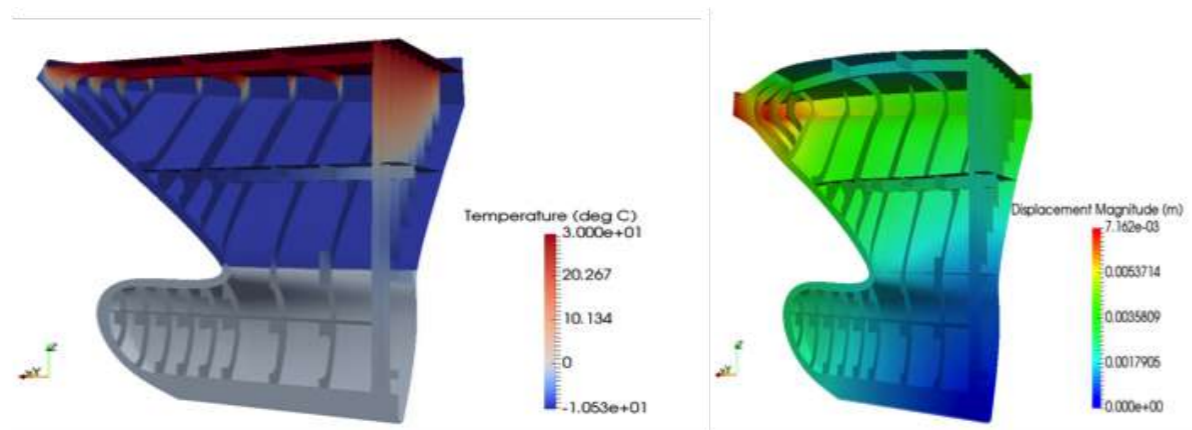 Temperature (deg C)
3.000e+01
20.267
10.134
0
-1.053e+01
Z
Y
Displacement Magnitude (m)
7.162e-03
0.0053714
0.0035809
0.0017905
0.000e+00
Z
Y